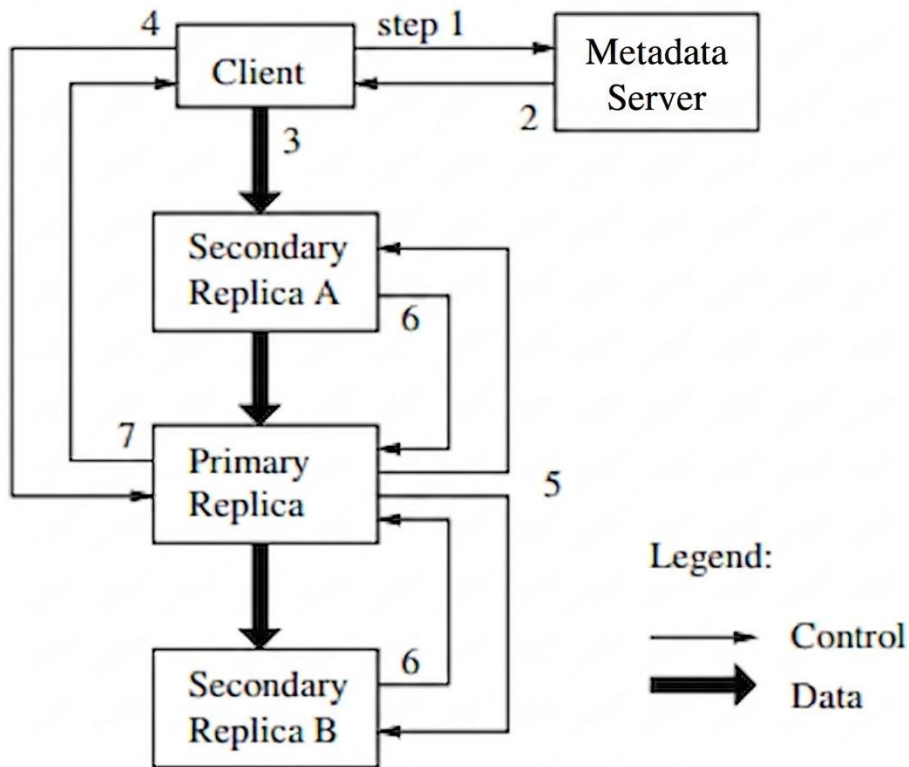 4
step 1
Client
Metadata
Server
2
3
Secondary
Replica A
6
7
Primary
Replica
5
Legend:
Control
Data
6
Secondary
Replica B